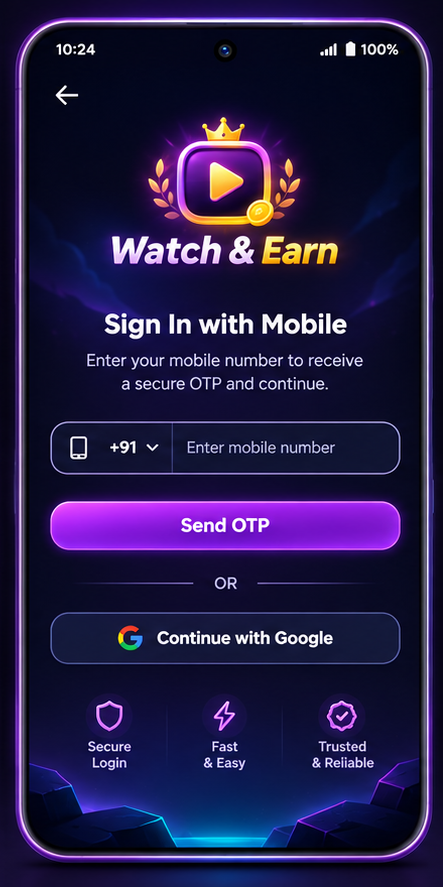 10:24
100%
Watch & Earn
Sign In with Mobile
Enter your mobile number to receive
a secure OTP and continue.
+91
Enter mobile number
Send OTP
OR
Continue with Google
Secure
Login
Fast
& Easy
Trusted
& Reliable